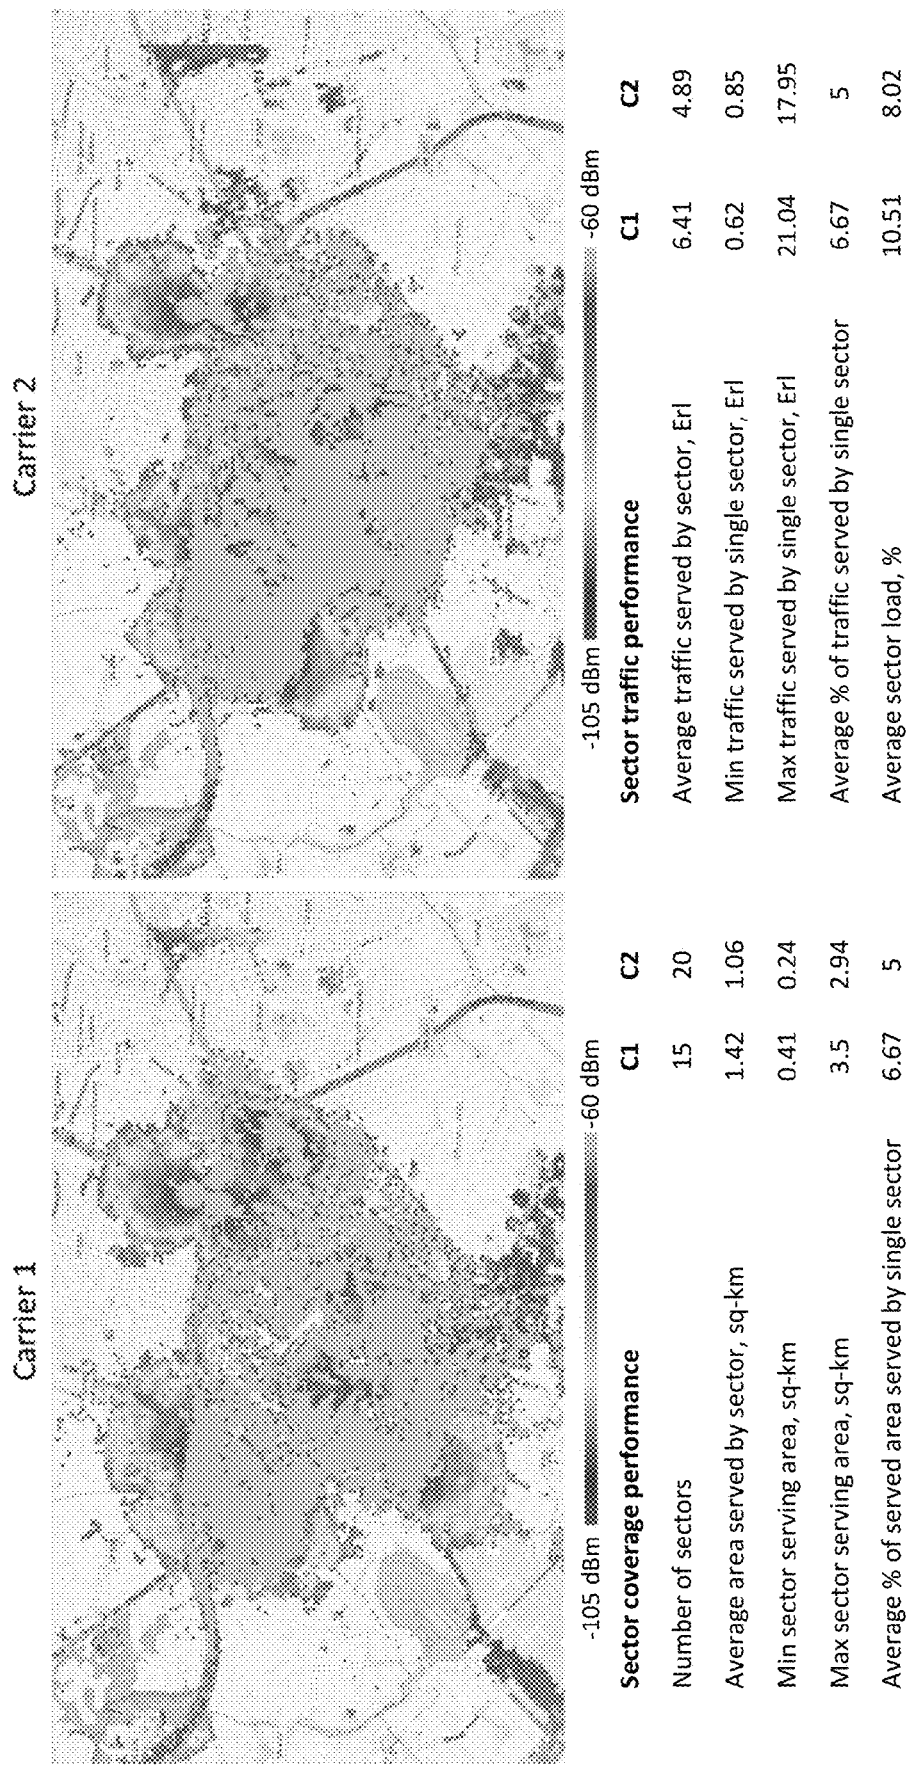 Carrier 1
Carrier 2
-105 dBm -60 dBm
-105 dBm -60 dBm
Sector coverage performance C1 C2
Number of sectors 15 20
Average area served by sector, sq-km 1.42 1.06
Min sector serving area, sq-km 0.41 0.24
Max sector serving area, sq-km 3.5 2.94
Average % of served area served by single sector 6.67 5
Sector traffic performance C1 C2
Average traffic served by sector, Erl 6.41 4.89
Min traffic served by single sector, Erl 0.62 0.85
Max traffic served by single sector, Erl 21.04 17.95
Average % of traffic served by single sector 6.67 5
Average sector load, % 10.51 8.02